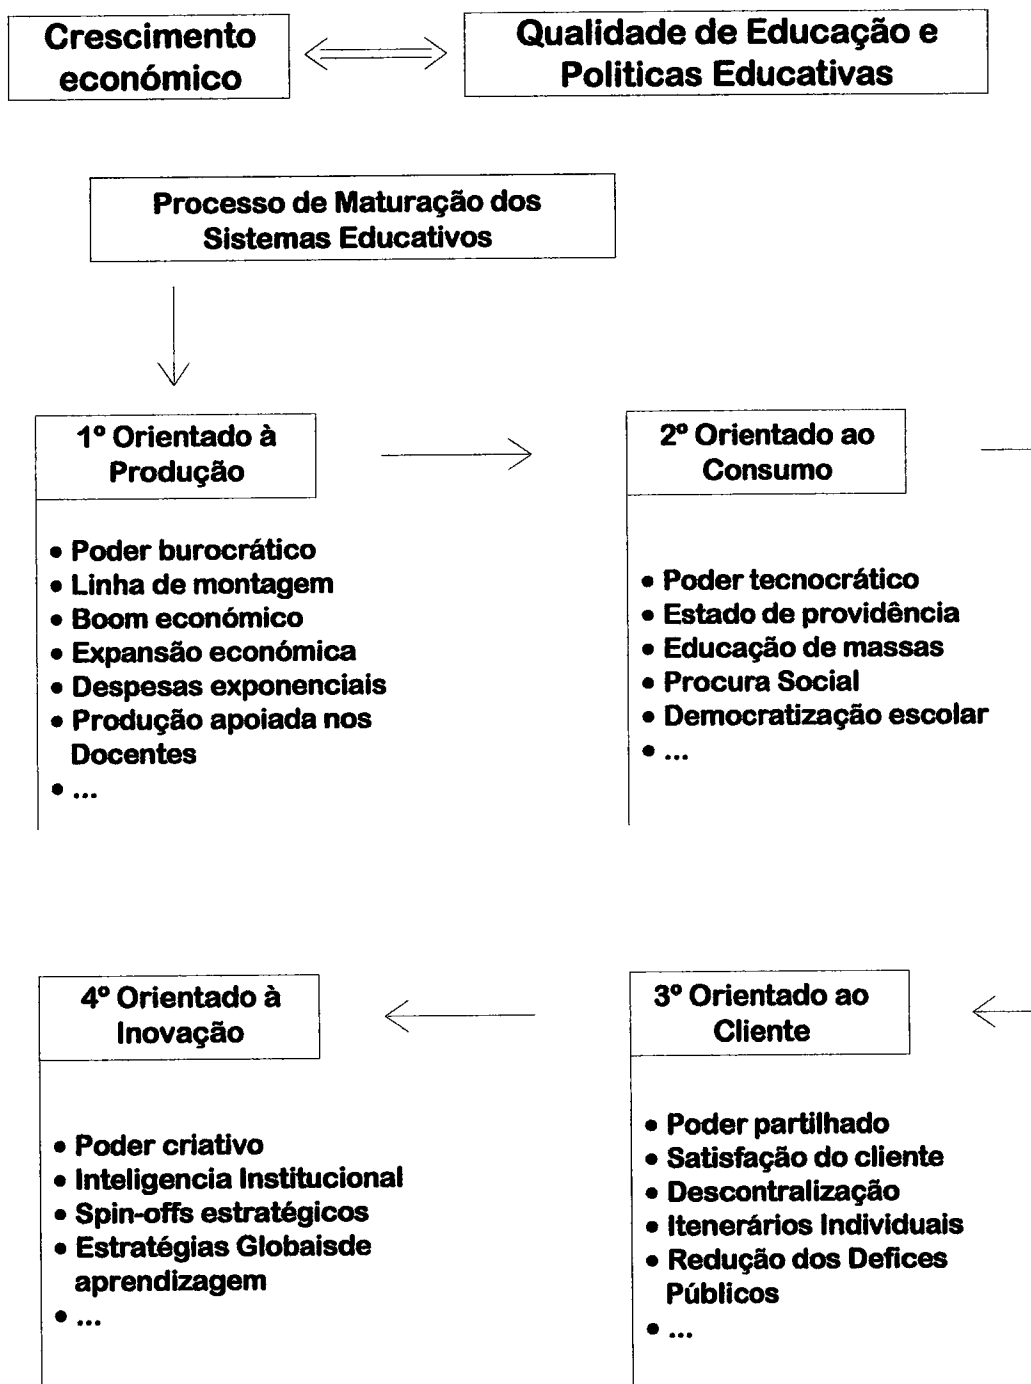 Crescimento
económico
Qualidade de Educação e
Politicas Educativas
Processo de Maturação dos
Sistemas Educativos
1º Orientado à
Produção
• Poder burocrático
• Linha de montagem
• Boom económico
• Expansão económica
• Despesas exponenciais
• Produção apoiada nos
Docentes
• ...
2º Orientado ao
Consumo
• Poder tecnocrático
• Estado de providência
• Educação de massas
• Procura Social
• Democratização escolar
• ...
3º Orientado ao
Cliente
• Poder partilhado
• Satisfação do cliente
• Descontralização
• Itenerários Individuais
• Redução dos Defices
Públicos
• ...
4º Orientado à
Inovação
• Poder criativo
• Inteligencia Institucional
• Spin-offs estratégicos
• Estratégias Globaisde
aprendizagem
• ...